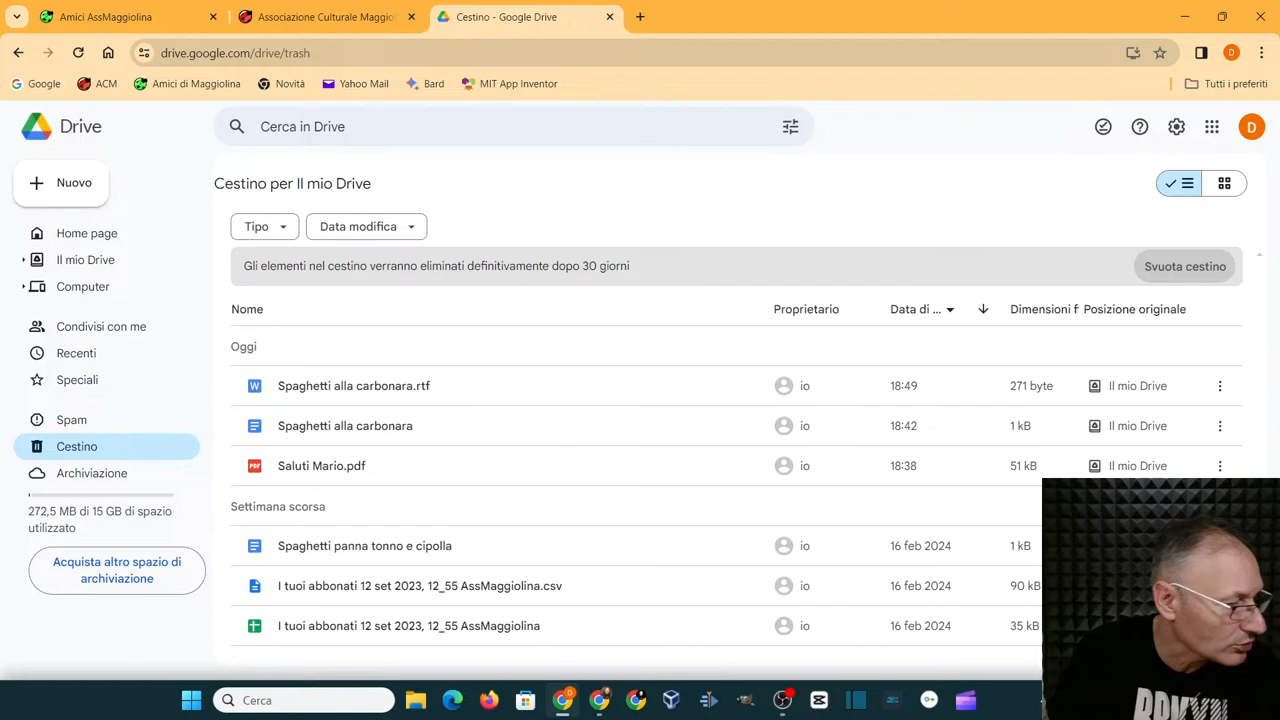 Amici AssMaggiolina
Associazione Culturale Maggiol
Cestino - Google Drive
drive.google.com/drive/trash
D
Google
ACM
Amici di Maggiolina
Novità
Yahoo Mail
Bard
MIT App Inventor
Tutti i preferiti
Drive
Cerca in Drive
D
Nuovo
Cestino per Il mio Drive
Tipo
Data modifica
Home page
Il mio Drive
Computer
Condivisi con me
Recenti
Speciali
Spam
Cestino
Archiviazione
272,5 MB di 15 GB di spazio
utilizzato
Acquista altro spazio di
archiviazione
Gli elementi nel cestino verranno eliminati definitivamente dopo 30 giorni
Svuota cestino
Nome Proprietario Data di ... Dimensioni f Posizione originale
Oggi
W Spaghetti alla carbonara.rtf io 18:49 271 byte Il mio Drive
Spaghetti alla carbonara io 18:42 1 kB Il mio Drive
PDF Saluti Mario.pdf io 18:38 51 kB Il mio Drive
Settimana scorsa
Spaghetti panna tonno e cipolla io 16 feb 2024 1 kB
I tuoi abbonati 12 set 2023, 12_55 AssMaggiolina.csv io 16 feb 2024 90 kB
I tuoi abbonati 12 set 2023, 12_55 AssMaggiolina io 16 feb 2024 35 kB
Cerca